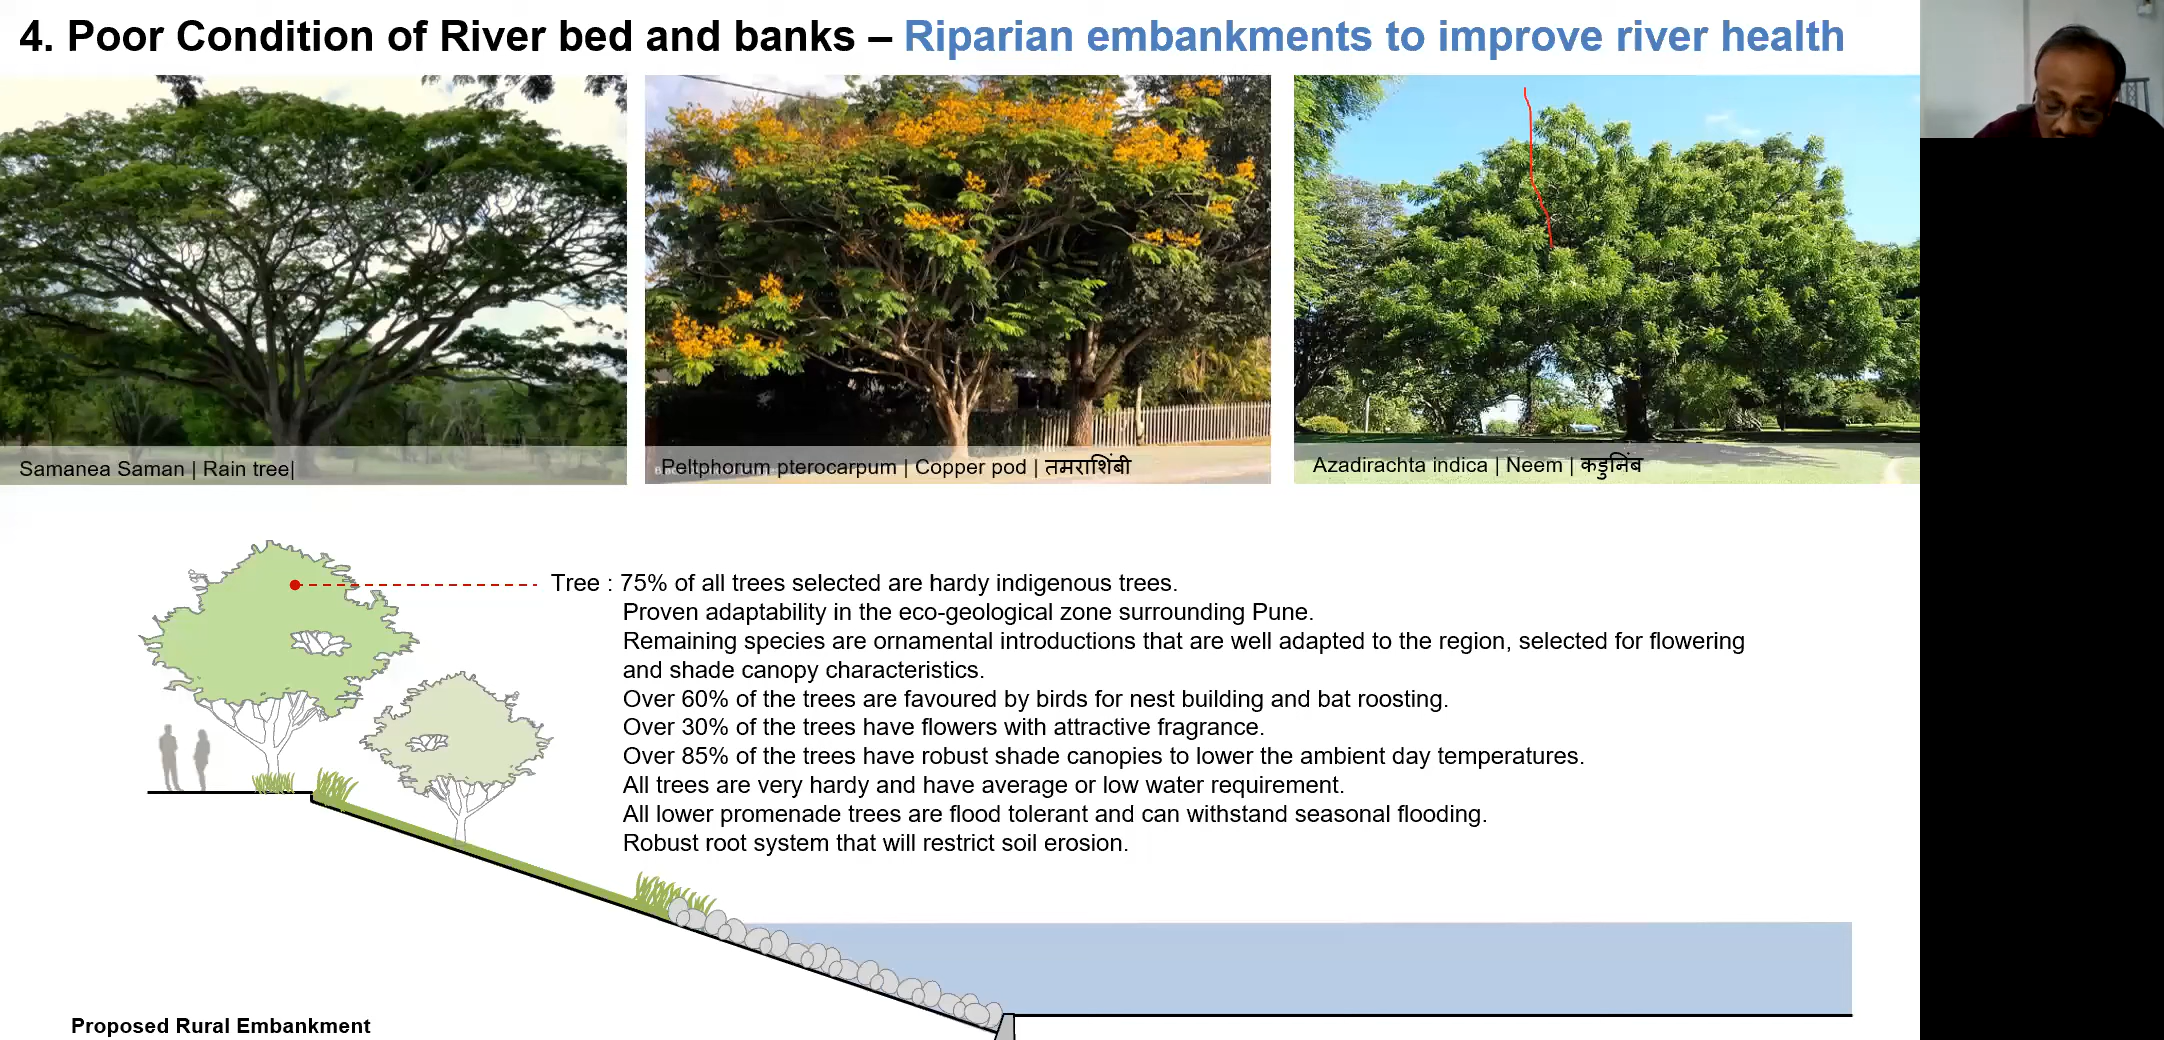 4. Poor Condition of River bed and banks – Riparian embankments to improve river health
Samanea Saman | Rain tree|
Peltphorum pterocarpum | Copper pod | तमराशिंबी
Azadirachta indica | Neem | कडुनिंब
Tree : 75% of all trees selected are hardy indigenous trees.
Proven adaptability in the eco-geological zone surrounding Pune.
Remaining species are ornamental introductions that are well adapted to the region, selected for flowering
and shade canopy characteristics.
Over 60% of the trees are favoured by birds for nest building and bat roosting.
Over 30% of the trees have flowers with attractive fragrance.
Over 85% of the trees have robust shade canopies to lower the ambient day temperatures.
All trees are very hardy and have average or low water requirement.
All lower promenade trees are flood tolerant and can withstand seasonal flooding.
Robust root system that will restrict soil erosion.
Proposed Rural Embankment